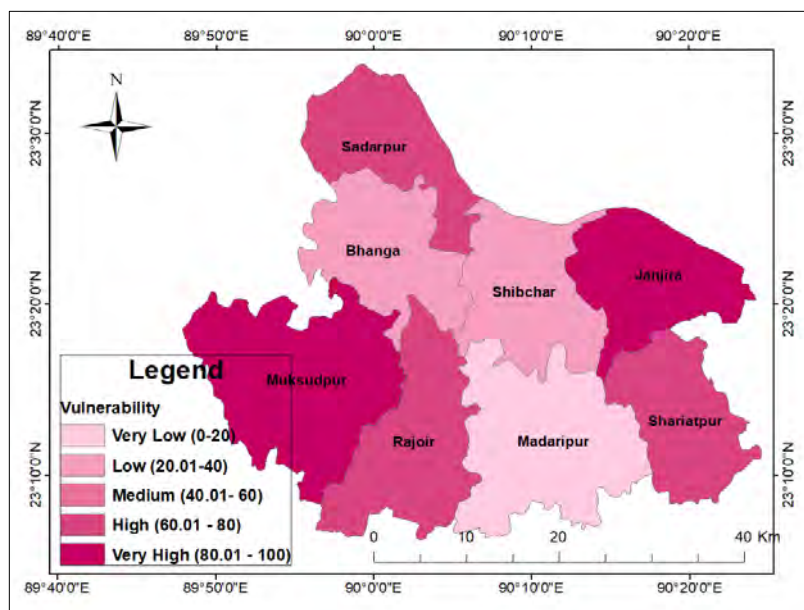 89°40'0"E 89°50'0"E 90°0'0"E 90°10'0"E 90°20'0"E
N
23°30'0"N 23°30'0"N
Sadarpur
Bhanga
Janjira
Shibchar
23°20'0"N 23°20'0"N
Legend
Muksudpur
Vulnerability
Shariatpur
Very Low (0-20)
Rajoir
Madaripur
Low (20.01-40)
23°10'0"N 23°10'0"N
Medium (40.01- 60)
High (60.01 - 80)
0 10 20 40 Km
Very High (80.01 - 100)
89°40'0"E 89°50'0"E 90°0'0"E 90°10'0"E 90°20'0"E